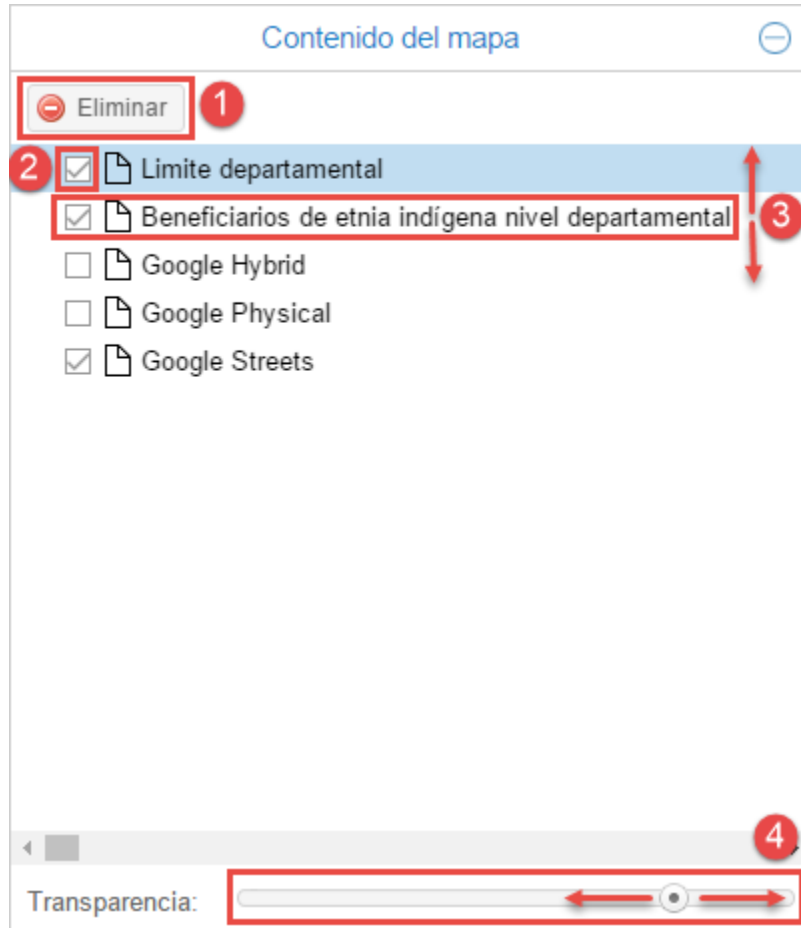 Contenido del mapa
Eliminar 1
2 Limite departamental
Beneficiarios de etnia indígena nivel departamental 3
Google Hybrid
Google Physical
Google Streets
4
Transparencia: